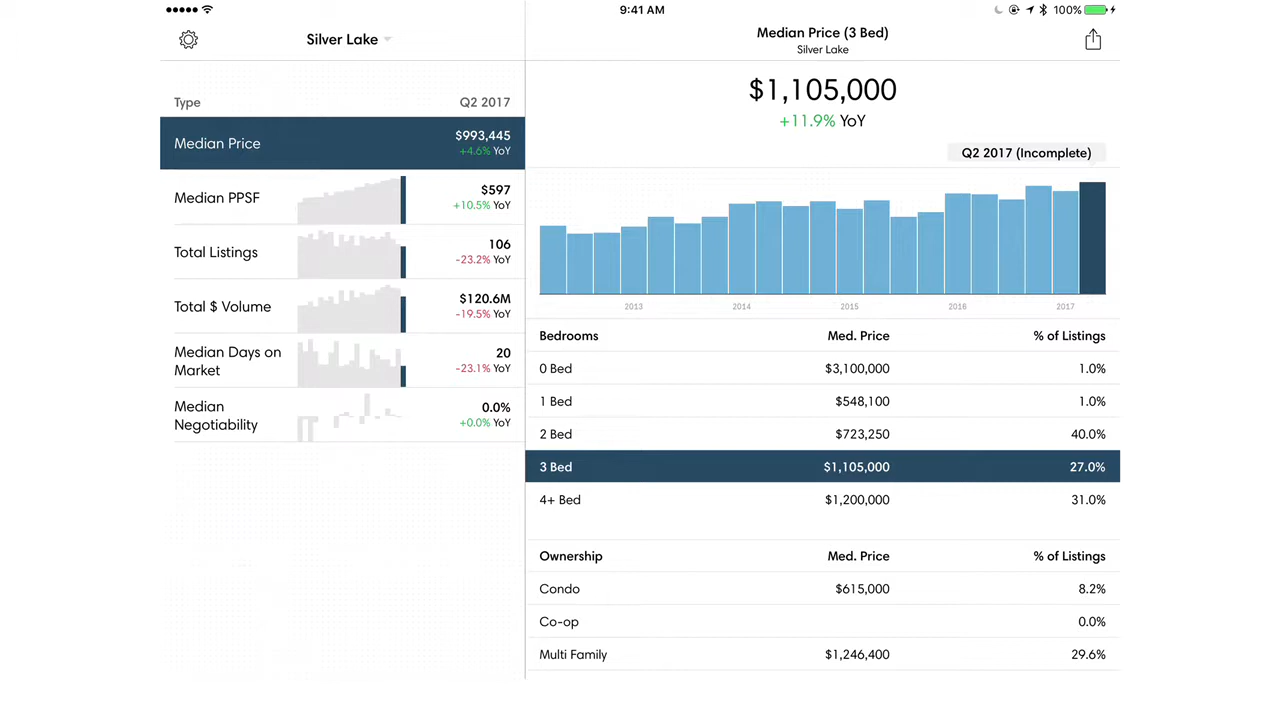 9:41 AM
100%
Silver Lake
Type Q2 2017
Median Price $993,445
+4.6% YoY
Median PPSF $597
+10.5% YoY
Total Listings 106
-23.2% YoY
Total $ Volume $120.6M
-19.5% YoY
Median Days on
Market
20
-23.1% YoY
Median
Negotiability
0.0%
+0.0% YoY
Median Price (3 Bed)
Silver Lake
$1,105,000
+11.9% YoY
Q2 2017 (Incomplete)
2013 2014 2015 2016 2017
Bedrooms Med. Price % of Listings
0 Bed $3,100,000 1.0%
1 Bed $548,100 1.0%
2 Bed $723,250 40.0%
3 Bed $1,105,000 27.0%
4+ Bed $1,200,000 31.0%
Ownership Med. Price % of Listings
Condo $615,000 8.2%
Co-op 0.0%
Multi Family $1,246,400 29.6%